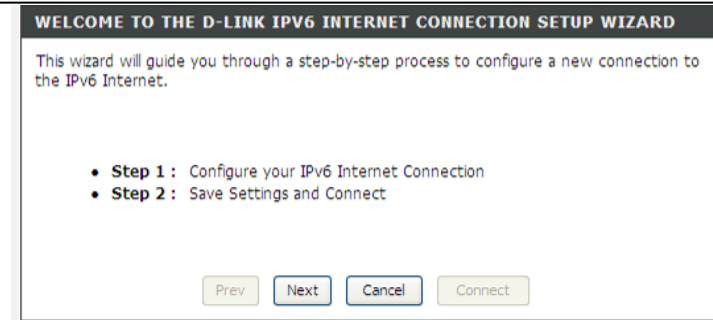 WELCOME TO THE D-LINK IPV6 INTERNET CONNECTION SETUP WIZARD
This wizard will guide you through a step-by-step process to configure a new connection to
the IPv6 Internet.
• Step 1 : Configure your IPv6 Internet Connection
• Step 2 : Save Settings and Connect
Prev Next Cancel Connect